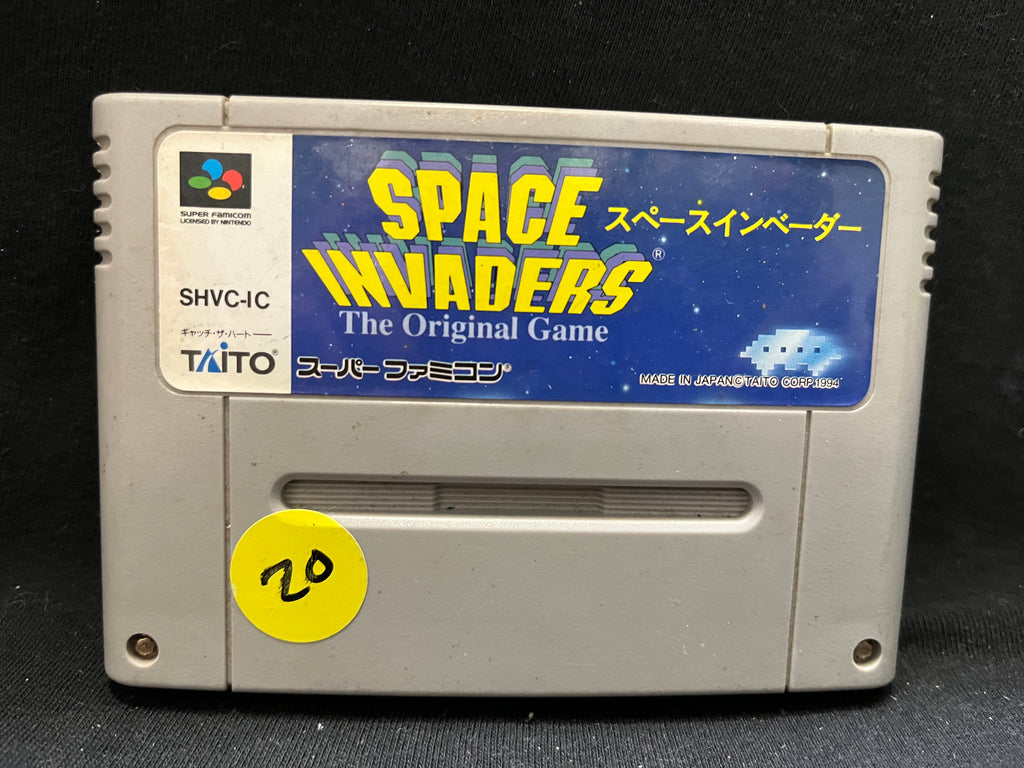 SUPER FAMICOM
LICENSED BY NINTENDO
SHVC-IC
キャッチ・ザ・ハート
TAITO®
SPACE
INVADERS®
スペースインベーダー
The Original Game
スーパーファミコン®
MADE IN JAPAN©TAITO CORP.1994
20